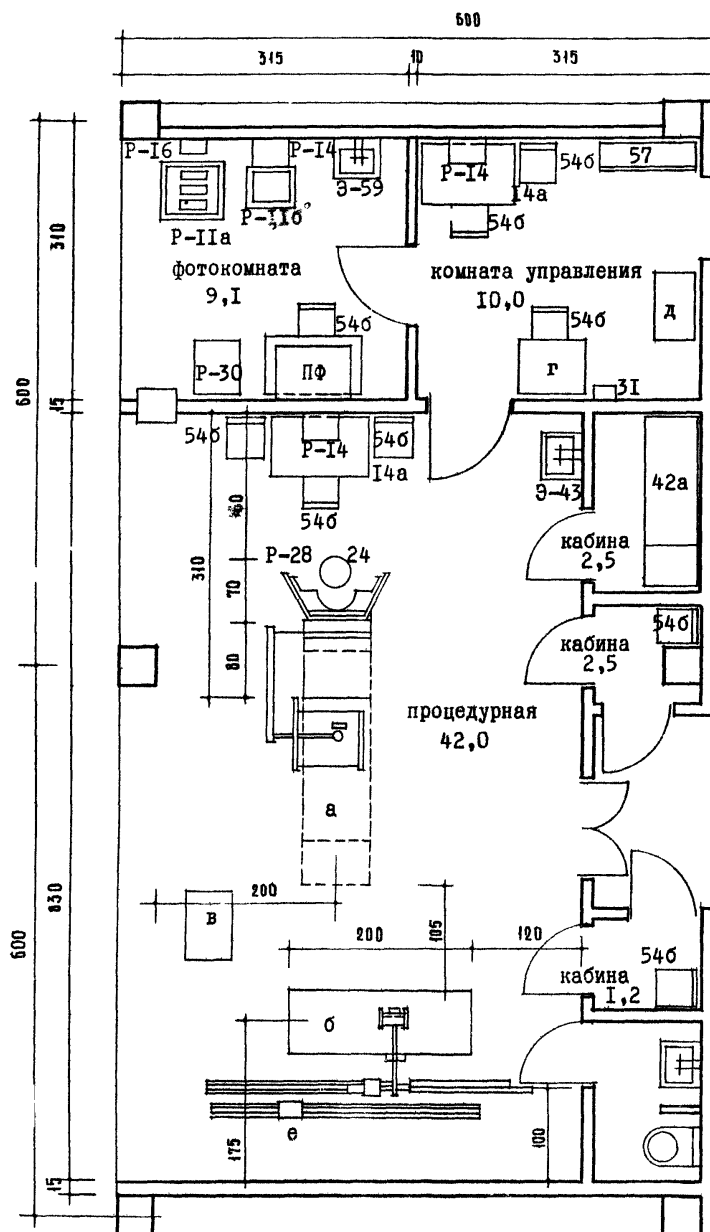 600
315
10
315
Р-16
Р-14
Э-59
Р-14
54б
57
14а
Р-11а
Р-11б
54б
310
фотокомната
9,1
комната управления
10,0
д
54б
54б
Р-30
ПФ
г
31
600
15
54б
Р-14
54б
14а
Э-43
42а
54б
310
кабина
2,5
Р-28
24
70
80
54б
кабина
2,5
процедурная
42,0
а
830
200
в
105
200
120
600
54б
кабина
1,2
б
е
175
100
15